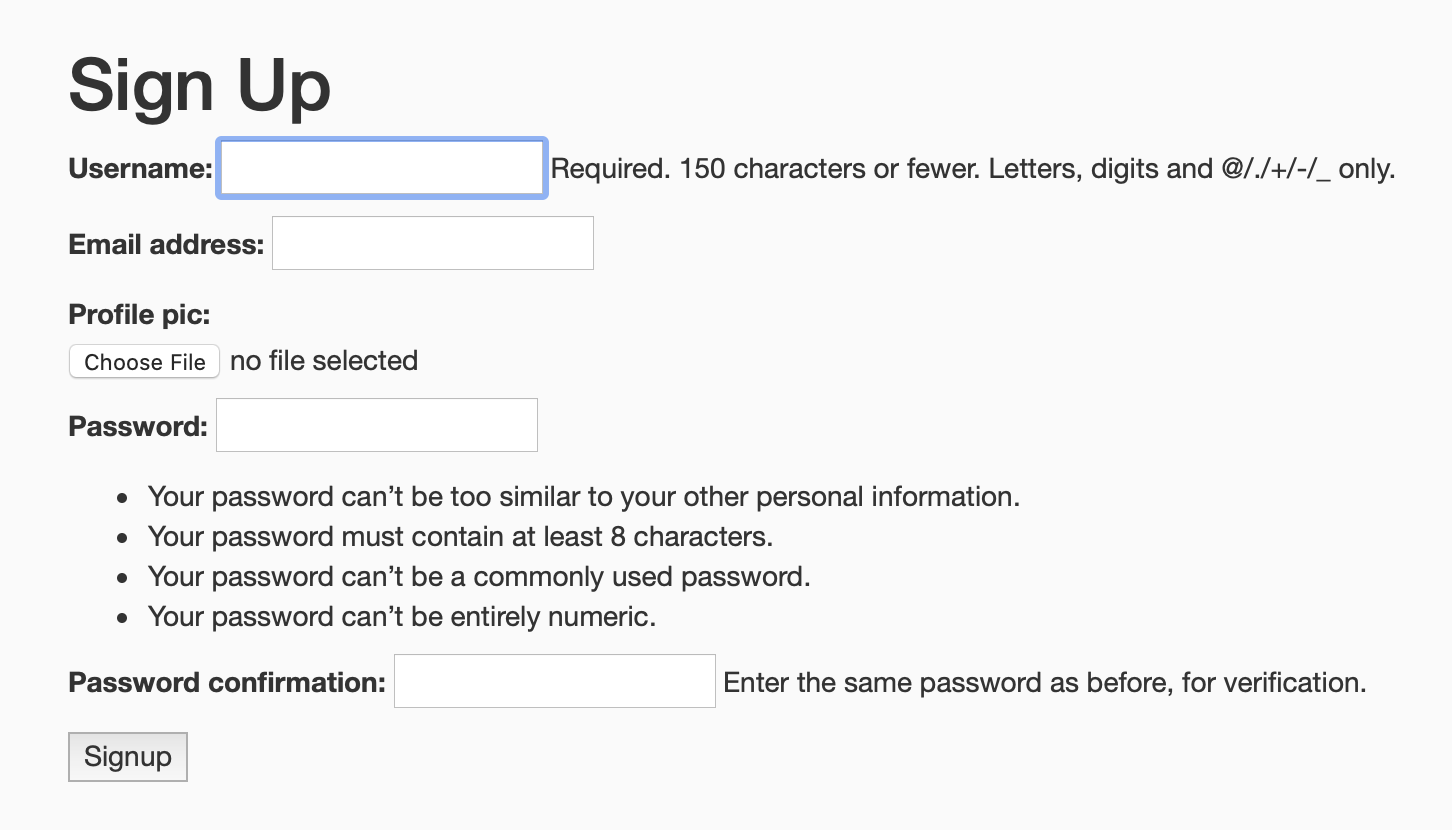 Sign Up
Username: Required. 150 characters or fewer. Letters, digits and @/./+/-/_ only.
Email address:
Profile pic:
Choose File no file selected
Password:
• Your password can’t be too similar to your other personal information.
• Your password must contain at least 8 characters.
• Your password can’t be a commonly used password.
• Your password can’t be entirely numeric.
Password confirmation: Enter the same password as before, for verification.
Signup